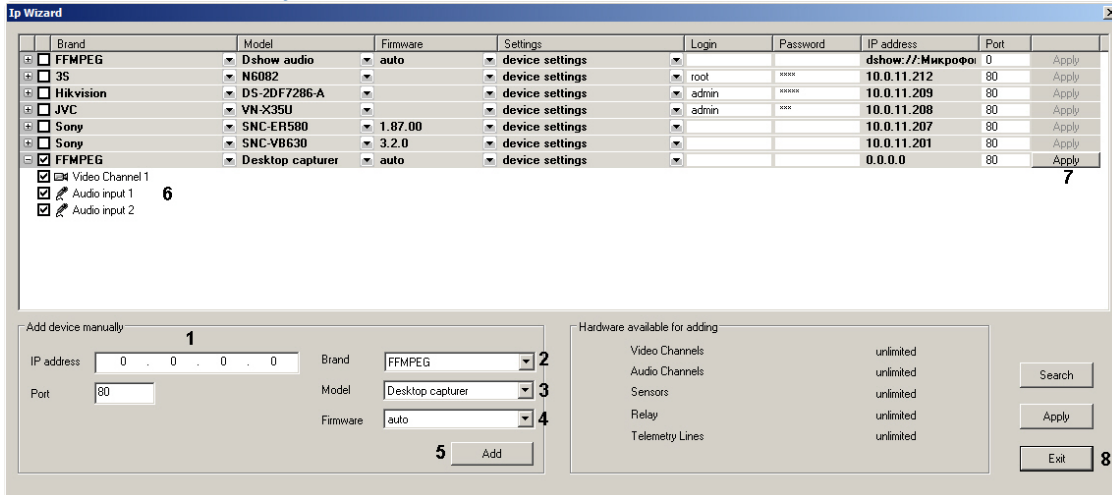 Ip Wizard
Brand Model Firmware Settings Login Password IP address Port
FFMPEG Dshow audio auto device settings dshow://:Микрофо 0 Apply
3S N6082 device settings root xxxx 10.0.11.212 80 Apply
Hikvision DS-2DF7286-A device settings admin xxxxx 10.0.11.209 80 Apply
JVC VN-X35U device settings admin xxx 10.0.11.208 80 Apply
Sony SNC-ER580 1.87.00 device settings 10.0.11.207 80 Apply
Sony SNC-VB630 3.2.0 device settings 10.0.11.201 80 Apply
FFMPEG Desktop capturer auto device settings 0.0.0.0 80 Apply
Video Channel 1 7
Audio input 1 6
Audio input 2
Add device manually
1
IP address 0 . 0 . 0 . 0
Port 80
Brand FFMPEG 2
Model Desktop capturer 3
Firmware auto 4
5 Add
Hardware available for adding
Video Channels unlimited
Audio Channels unlimited
Sensors unlimited
Relay unlimited
Telemetry Lines unlimited
Search
Apply
Exit 8